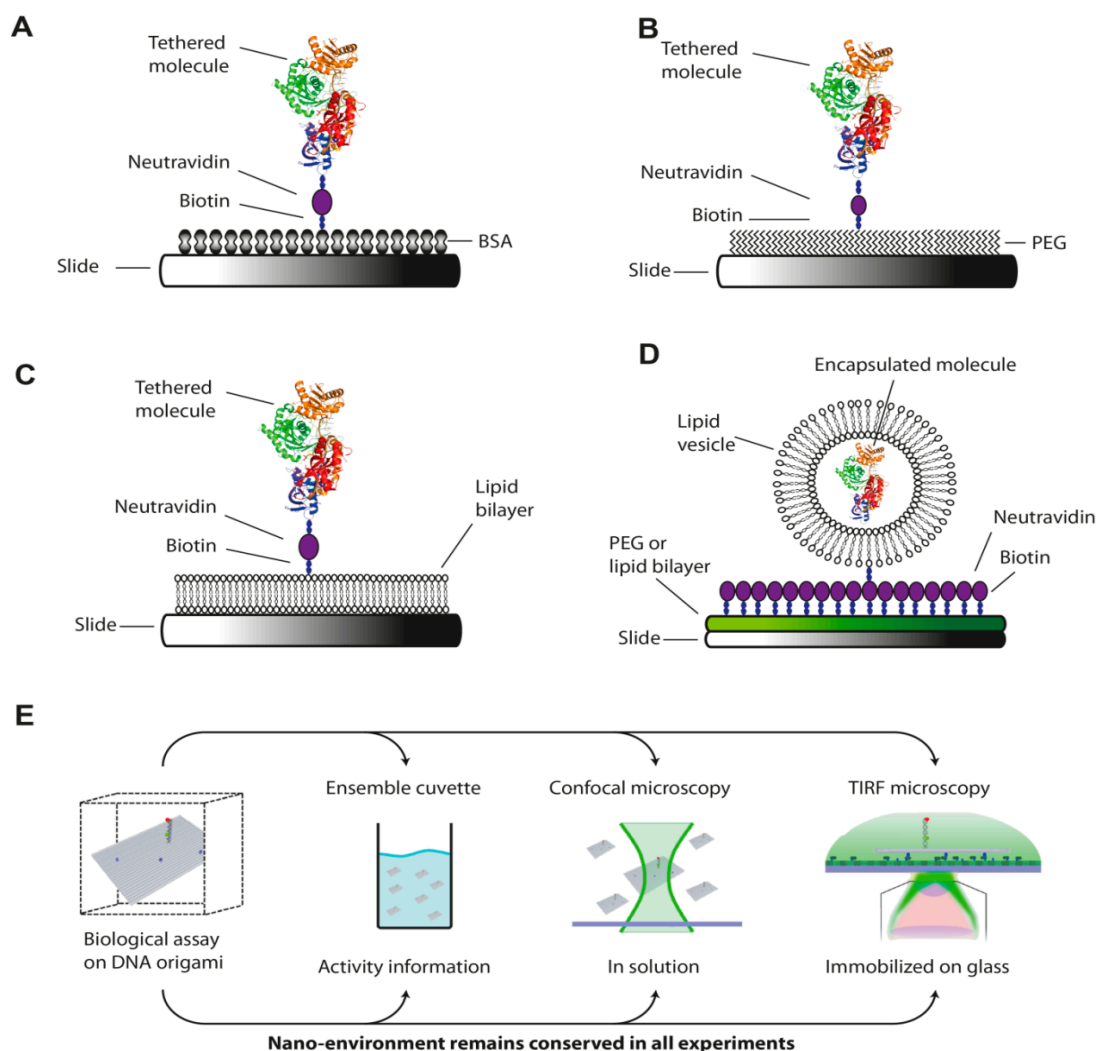 A
Tethered
molecule
Neutravidin
Biotin
BSA
Slide
B
Tethered
molecule
Neutravidin
Biotin
PEG
Slide
C
Tethered
molecule
Neutravidin
Biotin
Lipid
bilayer
Slide
D
Encapsulated molecule
Lipid
vesicle
Neutravidin
PEG or
lipid bilayer
Biotin
Slide
E
Ensemble cuvette
Confocal microscopy
TIRF microscopy
Biological assay
on DNA origami
Activity information
In solution
Immobilized on glass
Nano-environment remains conserved in all experiments